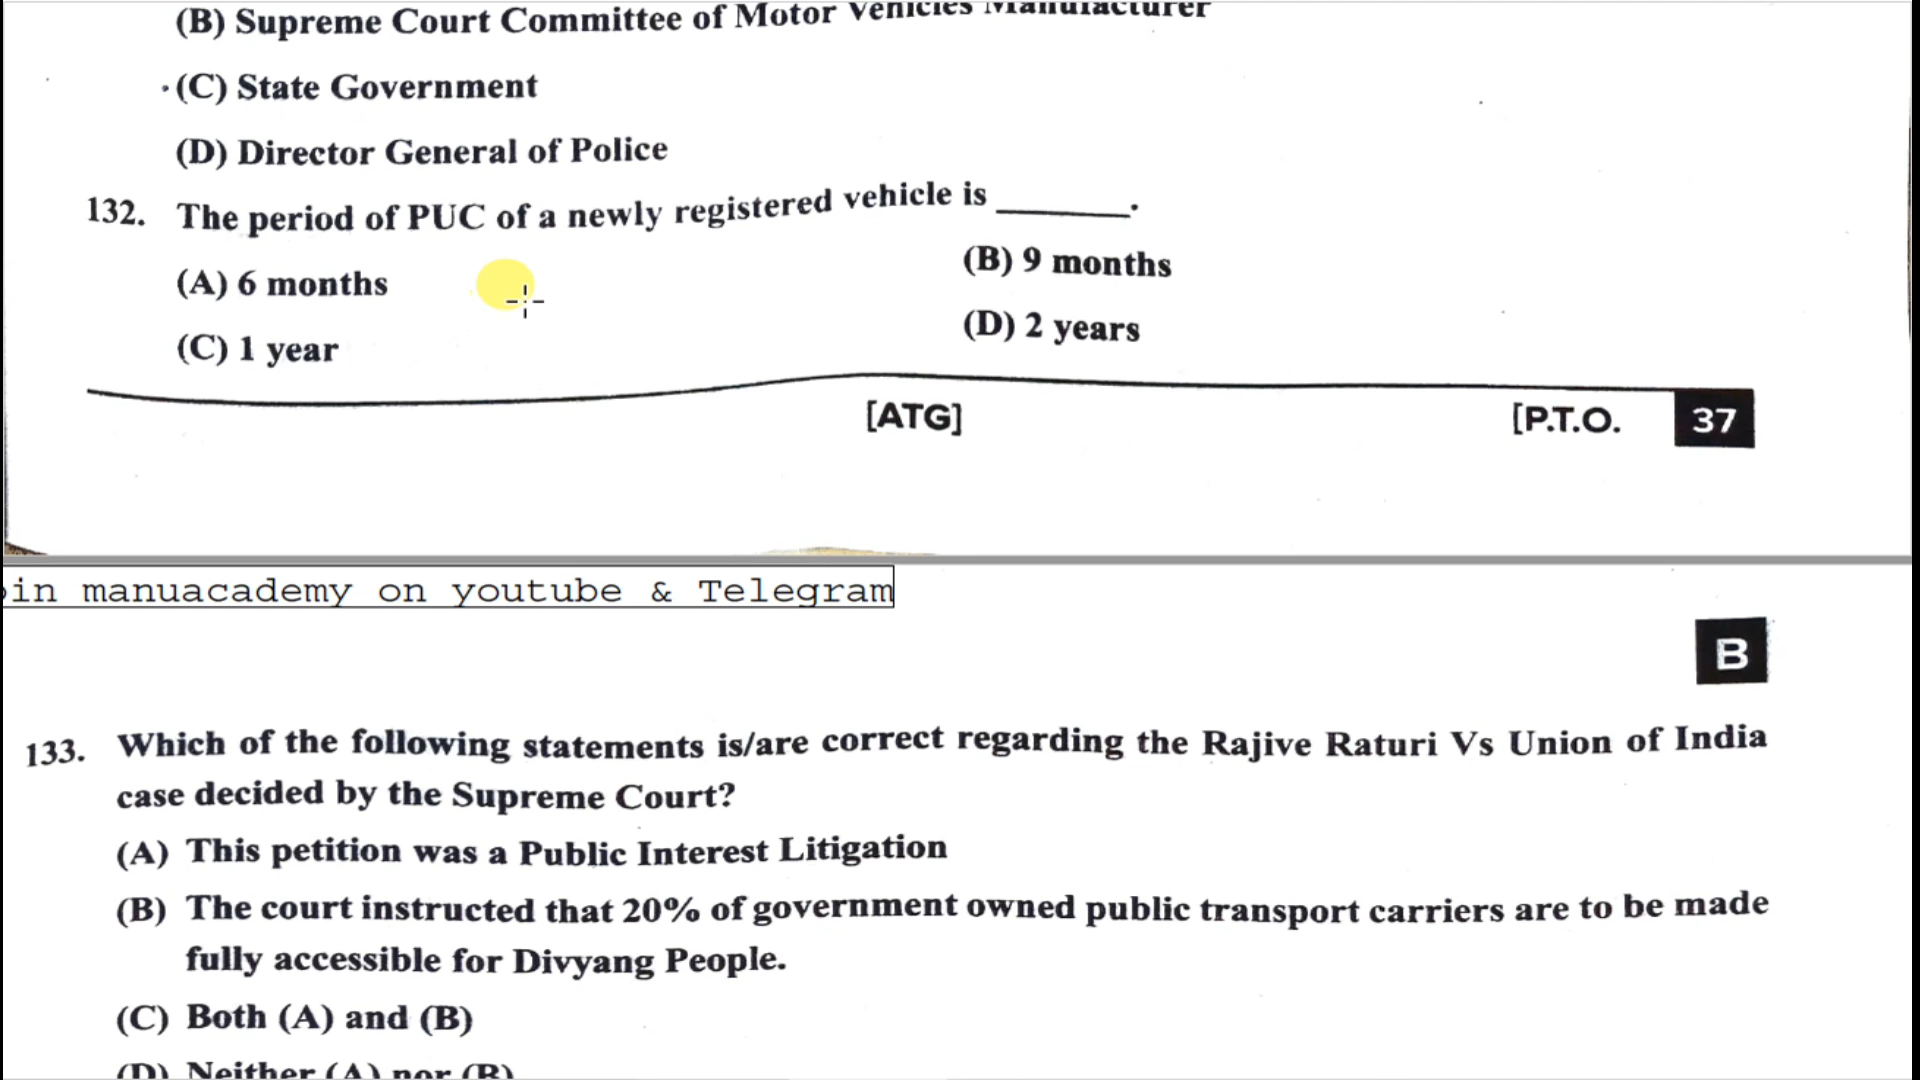 (B) Supreme Court Committee of Motor Vehicles Manufacturer
(C) State Government
(D) Director General of Police
132. The period of PUC of a newly registered vehicle is ________.
(A) 6 months
(B) 9 months
(C) 1 year
(D) 2 years
[ATG]
[P.T.O. 37
in manuacademy on youtube & Telegram
B
133. Which of the following statements is/are correct regarding the Rajive Raturi Vs Union of India
case decided by the Supreme Court?
(A) This petition was a Public Interest Litigation
(B) The court instructed that 20% of government owned public transport carriers are to be made
fully accessible for Divyang People.
(C) Both (A) and (B)
(D) Neither (A) nor (B)